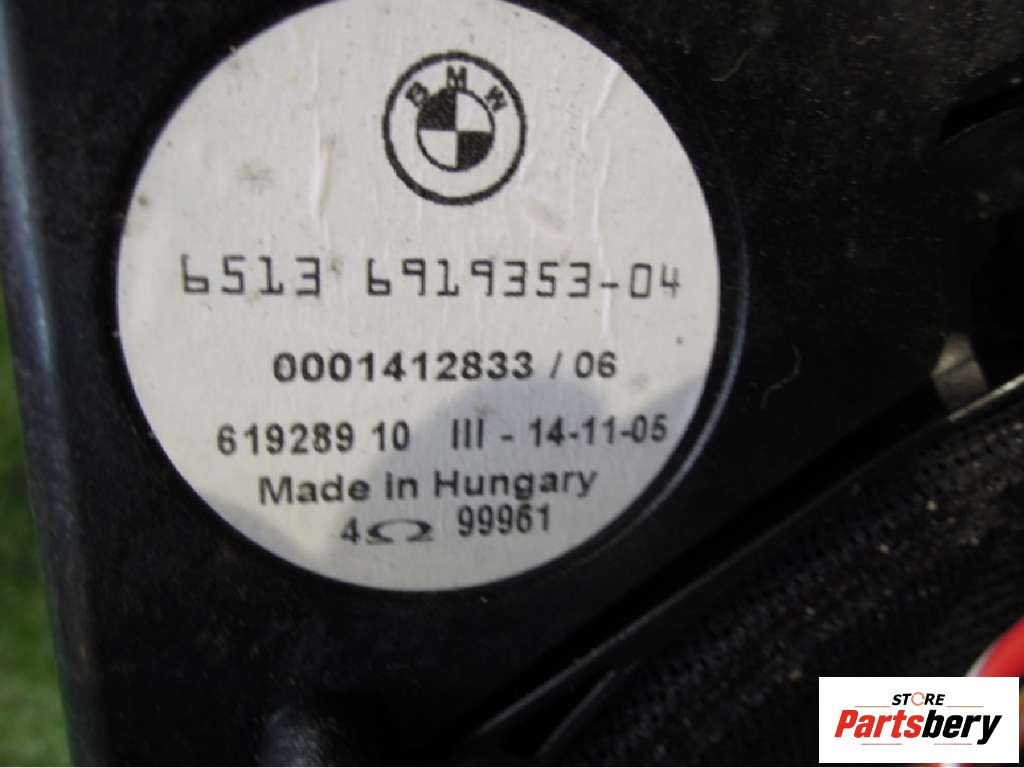 BMW
6513 6919353-04
0001412833 / 06
619289 10 III - 14-11-05
Made in Hungary
4Ω 99961
STORE
Partsbery